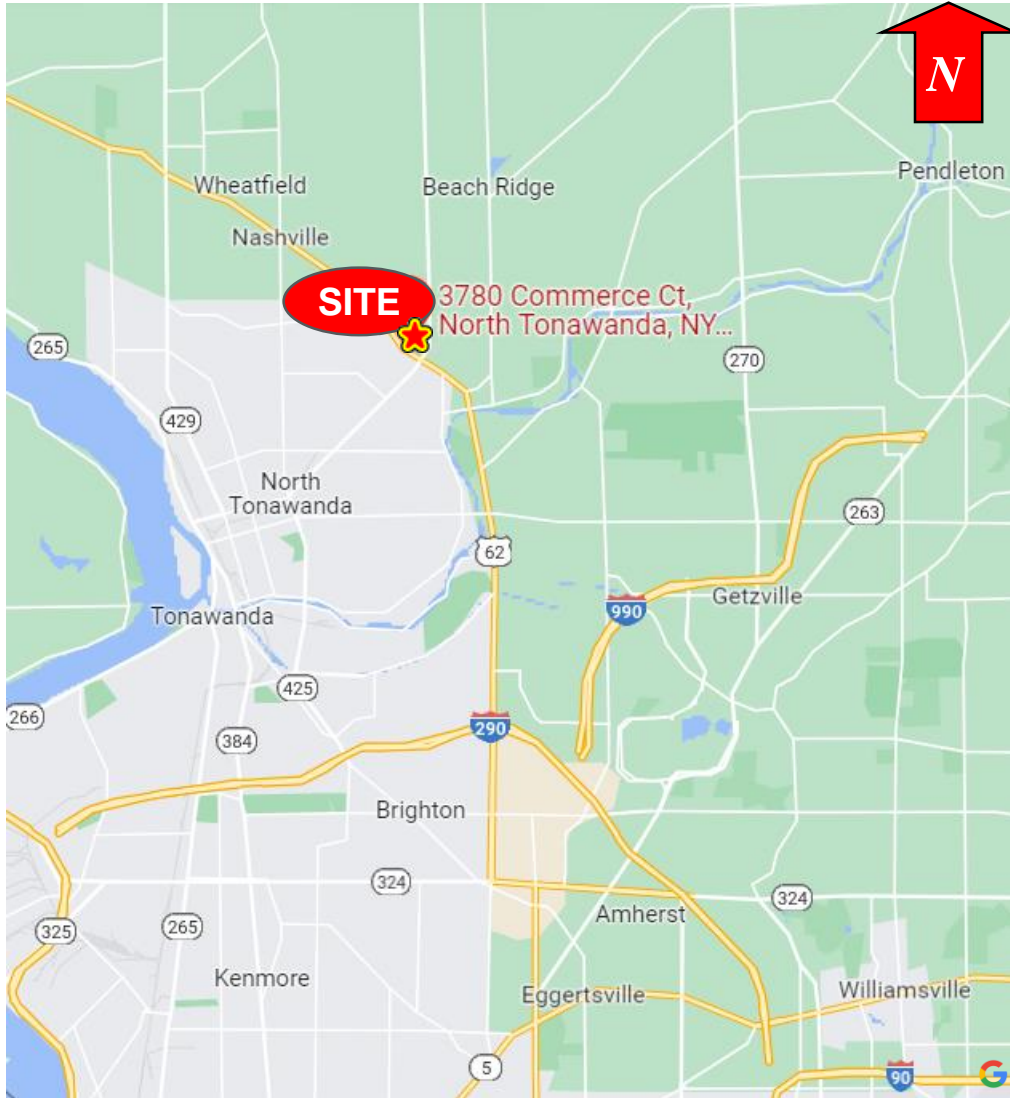 N
Pendleton
Wheatfield
Beach Ridge
Nashville
SITE
3780 Commerce Ct,
North Tonawanda, NY...
265
270
429
North
Tonawanda
263
62
990
Getzville
Tonawanda
425
266
290
384
Brighton
324
324
Amherst
265
325
Kenmore
Eggertsville
Williamsville
5
90
G